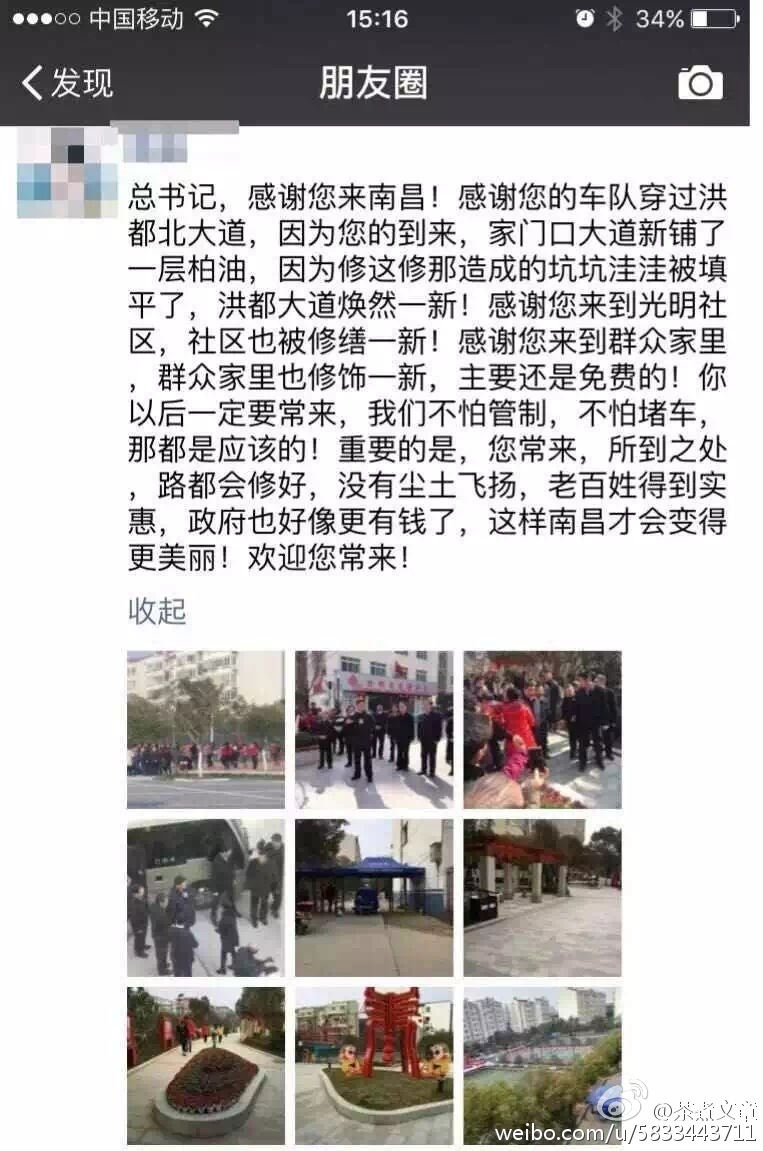 中国移动 15:16 34%
发现 朋友圈
总书记，感谢您来南昌！感谢您的车队穿过洪
都北大道，因为您的到来，家门口大道新铺了
一层柏油，因为修这修那造成的坑坑洼洼被填
平了，洪都大道焕然一新！感谢您来到光明社
区，社区也被修缮一新！感谢您来到群众家里
，群众家里也修饰一新，主要还是免费的！你
以后一定要常来，我们不怕管制，不怕堵车，
那都是应该的！重要的是，您常来，所到之处
，路都会修好，没有尘土飞扬，老百姓得到实
惠，政府也好像更有钱了，这样南昌才会变得
更美丽！欢迎您常来！
收起
@茶煮文章
weibo.com/u/5833443711